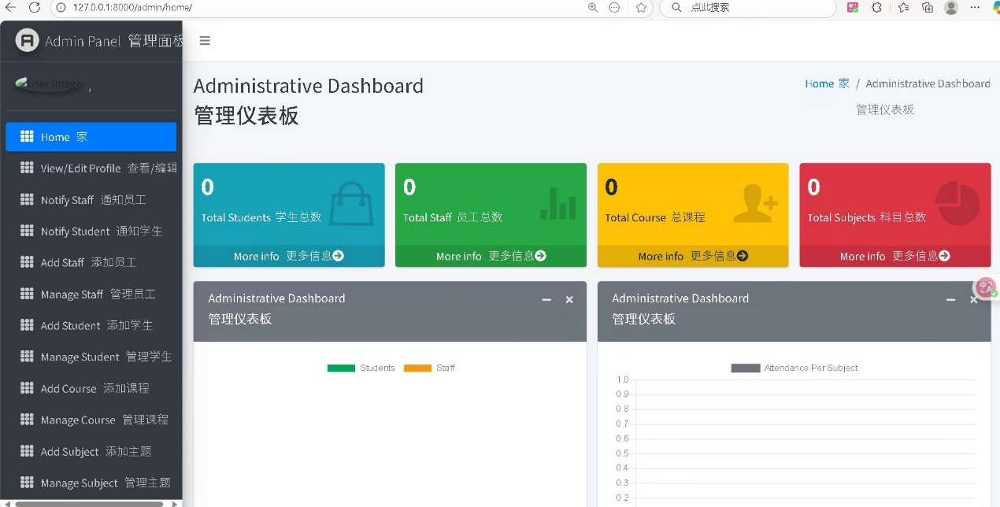 127.0.0.1:8000/admin/home/
点此搜索
Admin Panel 管理面板
User Image ,
Home 家
View/Edit Profile 查看/编辑
Notify Staff 通知员工
Notify Student 通知学生
Add Staff 添加员工
Manage Staff 管理员工
Add Student 添加学生
Manage Student 管理学生
Add Course 添加课程
Manage Course 管理课程
Add Subject 添加主题
Manage Subject 管理主题
Administrative Dashboard
管理仪表板
Home 家 / Administrative Dashboard
管理仪表板
0
Total Students 学生总数
More info 更多信息
0
Total Staff 员工总数
More info 更多信息
0
Total Course 总课程
More info 更多信息
0
Total Subjects 科目总数
More info 更多信息
Administrative Dashboard
管理仪表板
Students Staff
Administrative Dashboard
管理仪表板
Attendance Per Subject
1.0
0.9
0.8
0.7
0.6
0.5
0.4
0.3
0.2